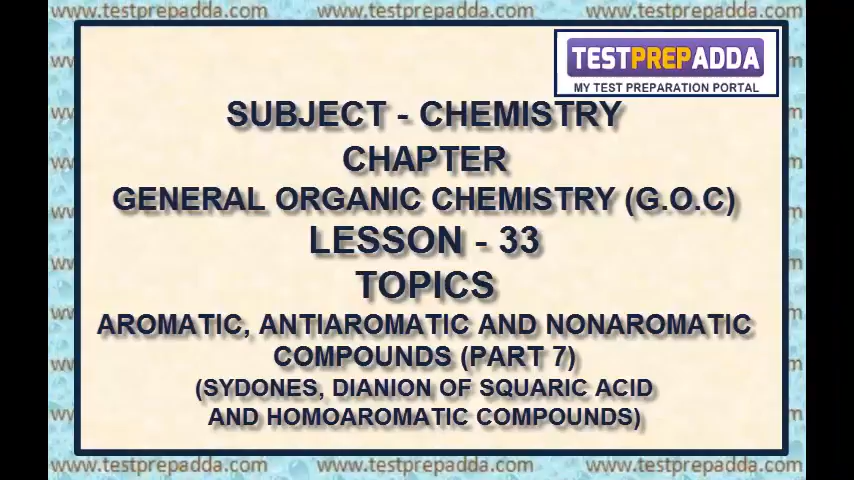 www.testprepadda.com www.testprepadda.com www.testprepadda.com
TESTPREPADDA
MY TEST PREPARATION PORTAL
SUBJECT - CHEMISTRY
CHAPTER
GENERAL ORGANIC CHEMISTRY (G.O.C)
LESSON - 33
TOPICS
AROMATIC, ANTIAROMATIC AND NONAROMATIC
COMPOUNDS (PART 7)
(SYDONES, DIANION OF SQUARIC ACID
AND HOMOAROMATIC COMPOUNDS)
www.testprepadda.com www.testprepadda.com www.testprepadda.com